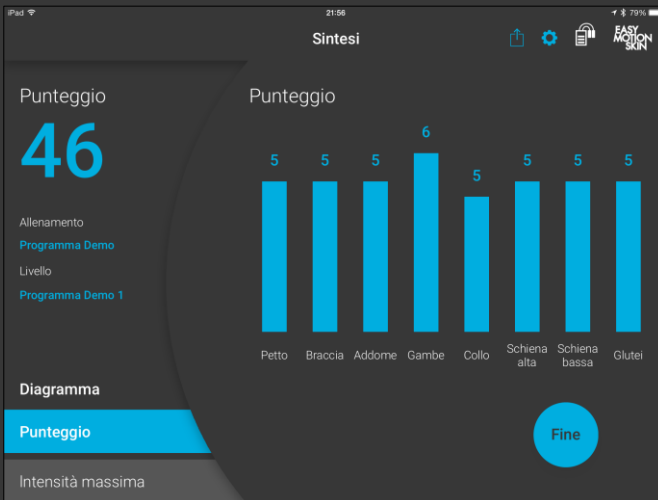 iPad
21:56
79%
Sintesi
EASY
MOTION
SKIN
Punteggio
46
Allenamento
Programma Demo
Livello
Programma Demo 1
Diagramma
Punteggio
Intensità massima
Punteggio
5 5 5 6 5 5 5 5
Petto Braccia Addome Gambe Collo Schiena alta Schiena bassa Glutei
Fine